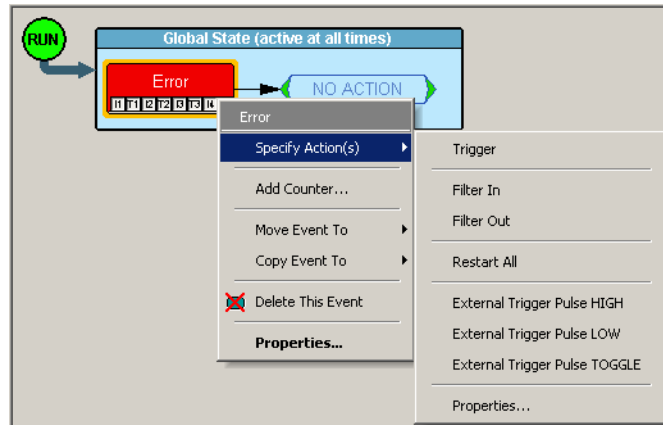 RUN
Global State (active at all times)
Error
I1 T1 I2 T2 I3 T3 I4
NO ACTION
Error
Specify Action(s)
Add Counter...
Move Event To
Copy Event To
Delete This Event
Properties...
Trigger
Filter In
Filter Out
Restart All
External Trigger Pulse HIGH
External Trigger Pulse LOW
External Trigger Pulse TOGGLE
Properties...